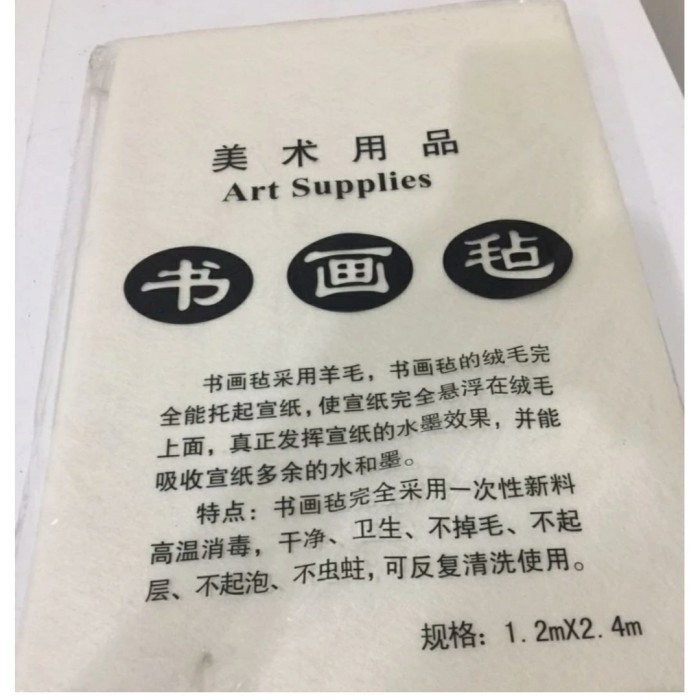 美术用品
Art Supplies
书画毡
书画毡采用羊毛，书画毡的绒毛完
全能托起宣纸，使宣纸完全悬浮在绒毛
上面，真正发挥宣纸的水墨效果，并能
吸收宣纸多余的水和墨。
特点：书画毡完全采用一次性新料
高温消毒，干净、卫生、不掉毛、不起
层、不起泡、不虫蛀，可反复清洗使用。
规格：1.2mX2.4m